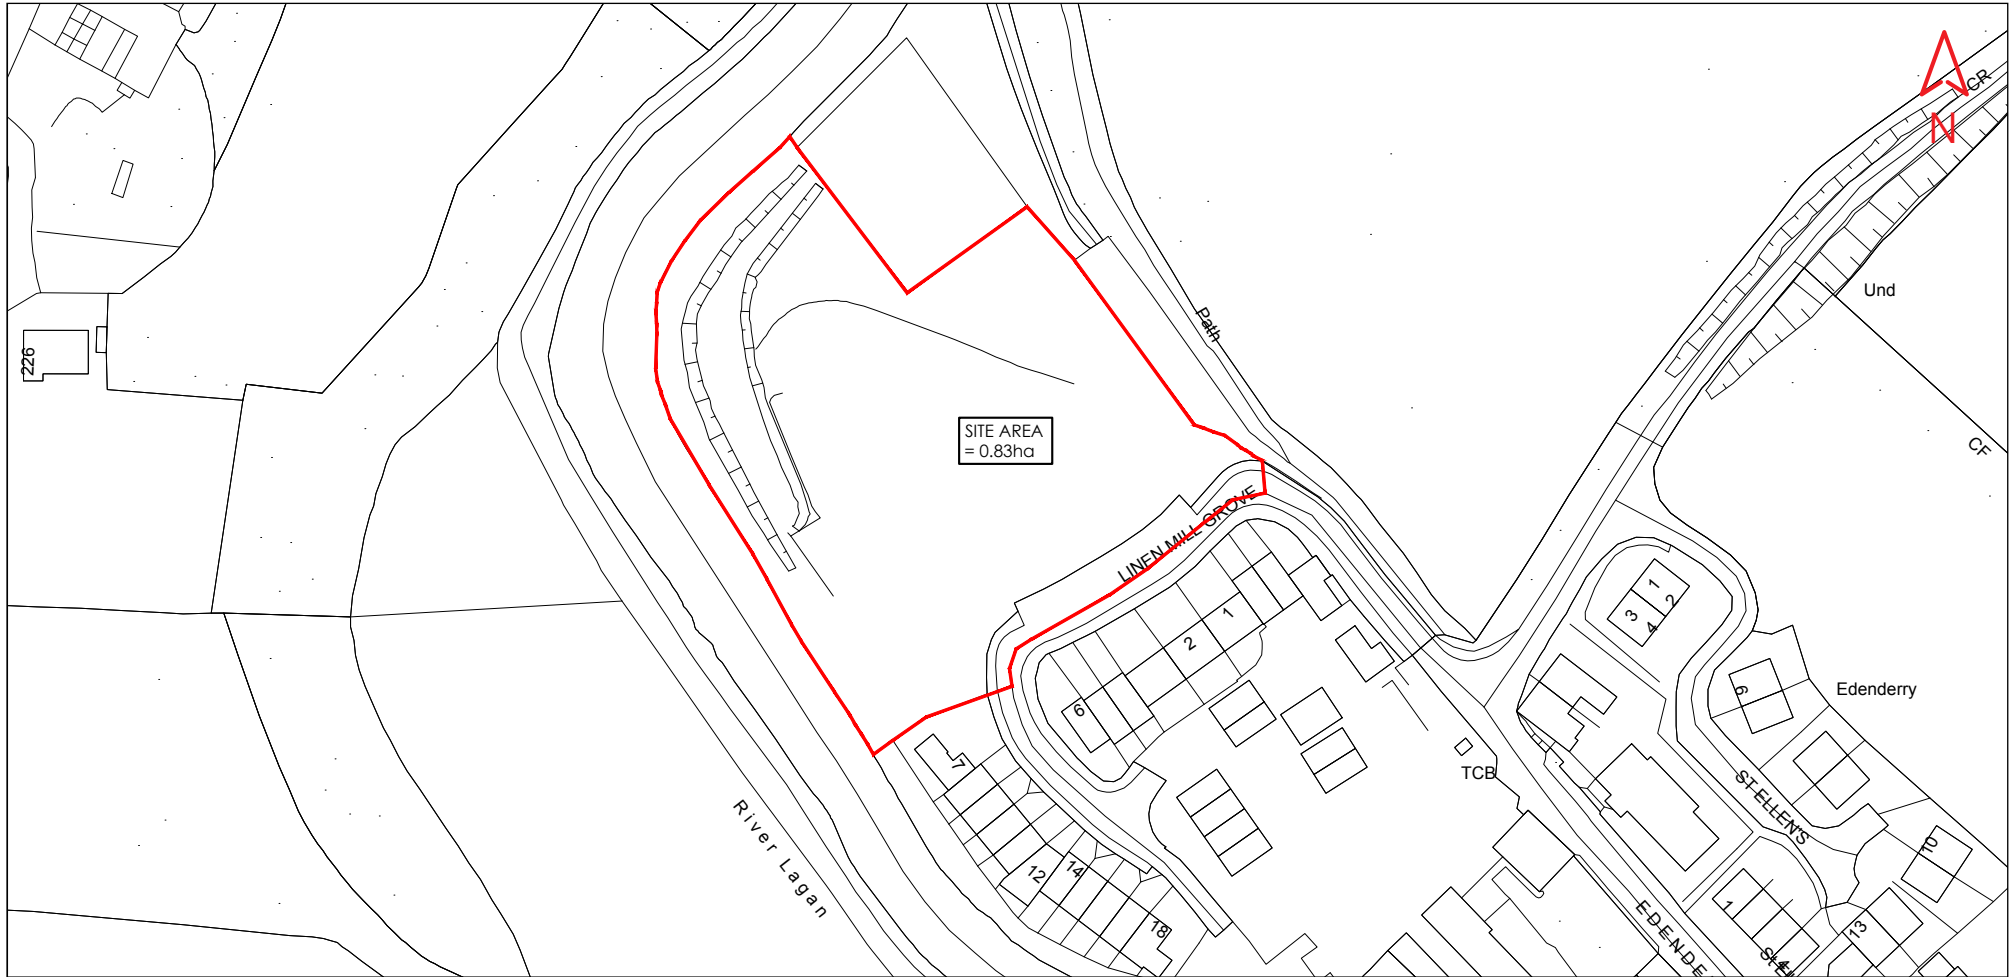 CR
N
Und
Path
226
SITE AREA
= 0.83ha
CF
LINEN MILL GROVE
1
2
3
4
1
2
6
6
Edenderry
7
TCB
River Lagan
ST ELLEN'S
12
14
18
10
1
13
EDENDE